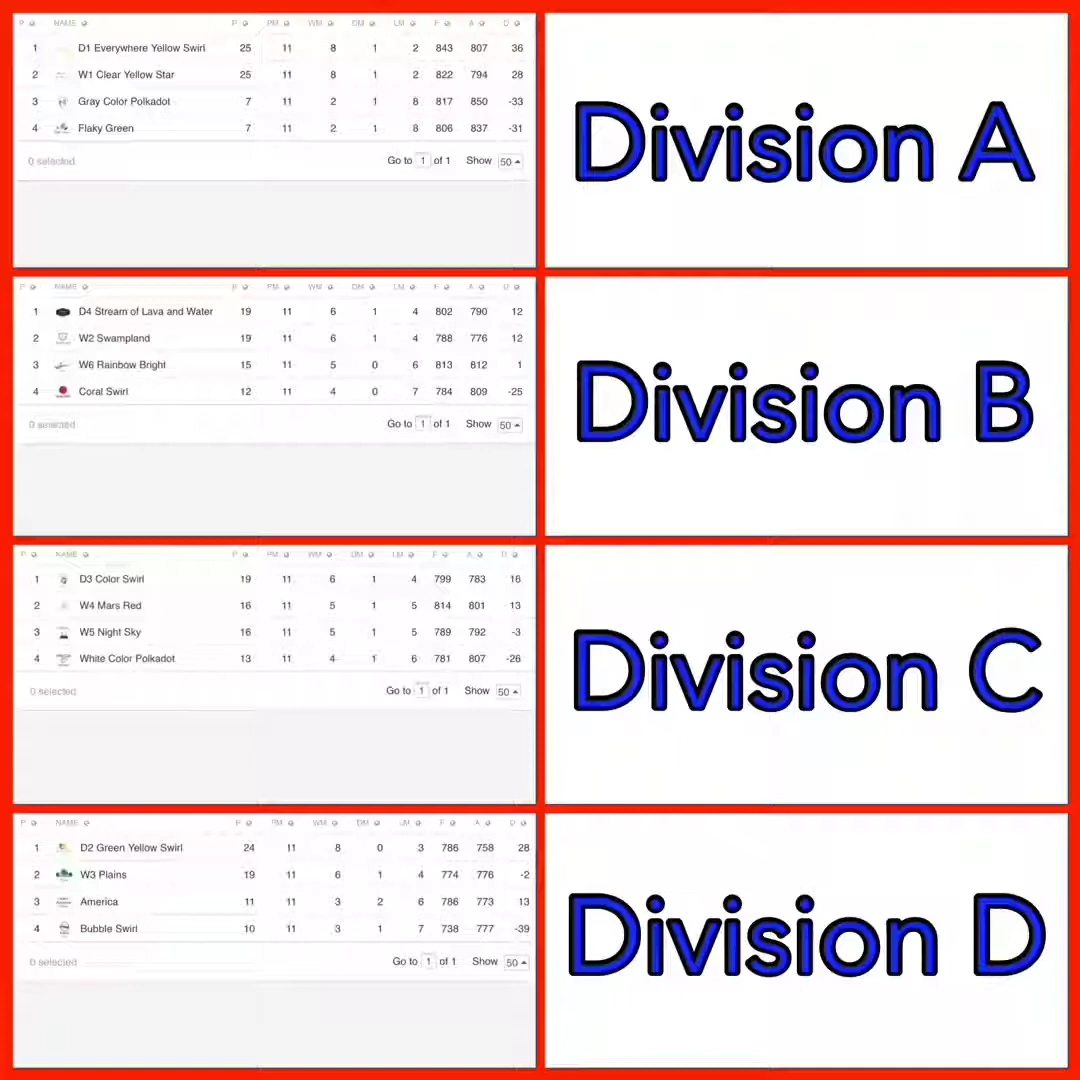 P NAME P PM WM DM LM F A D
1 D1 Everywhere Yellow Swirl 25 11 8 1 2 843 807 36
2 W1 Clear Yellow Star 25 11 8 1 2 822 794 28
3 Gray Color Polkadot 7 11 2 1 8 817 850 -33
4 Flaky Green 7 11 2 1 8 806 837 -31
0 selected Go to 1 of 1 Show 50
Division A
P NAME P PM WM DM LM F A D
1 D4 Stream of Lava and Water 19 11 6 1 4 802 790 12
2 W2 Swampland 19 11 6 1 4 788 776 12
3 W6 Rainbow Bright 15 11 5 0 6 813 812 1
4 Coral Swirl 12 11 4 0 7 784 809 -25
0 selected Go to 1 of 1 Show 50
Division B
P NAME P PM WM DM LM F A D
1 D3 Color Swirl 19 11 6 1 4 799 783 16
2 W4 Mars Red 16 11 5 1 5 814 801 13
3 W5 Night Sky 16 11 5 1 5 789 792 -3
4 White Color Polkadot 13 11 4 1 6 781 807 -26
0 selected Go to 1 of 1 Show 50
Division C
P NAME P PM WM DM LM F A D
1 D2 Green Yellow Swirl 24 11 8 0 3 786 758 28
2 W3 Plains 19 11 6 1 4 774 776 -2
3 America 11 11 3 2 6 786 773 13
4 Bubble Swirl 10 11 3 1 7 738 777 -39
0 selected Go to 1 of 1 Show 50
Division D